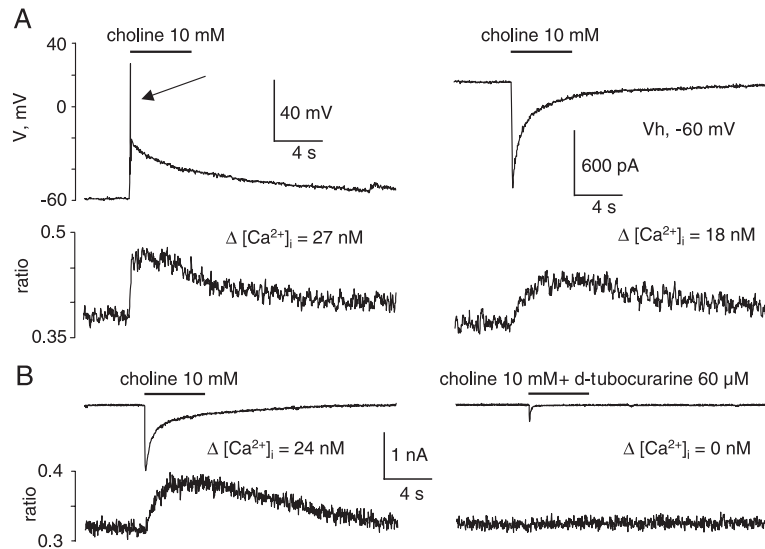 A
choline 10 mM
choline 10 mM
40
0
-60
V, mV
40 mV
4 s
Vh, -60 mV
600 pA
4 s
0.5
0.35
ratio
Δ [Ca²⁺]ᵢ = 27 nM
Δ [Ca²⁺]ᵢ = 18 nM
B
choline 10 mM
choline 10 mM+ d-tubocurarine 60 µM
Δ [Ca²⁺]ᵢ = 24 nM
1 nA
4 s
Δ [Ca²⁺]ᵢ = 0 nM
0.4
0.3
ratio